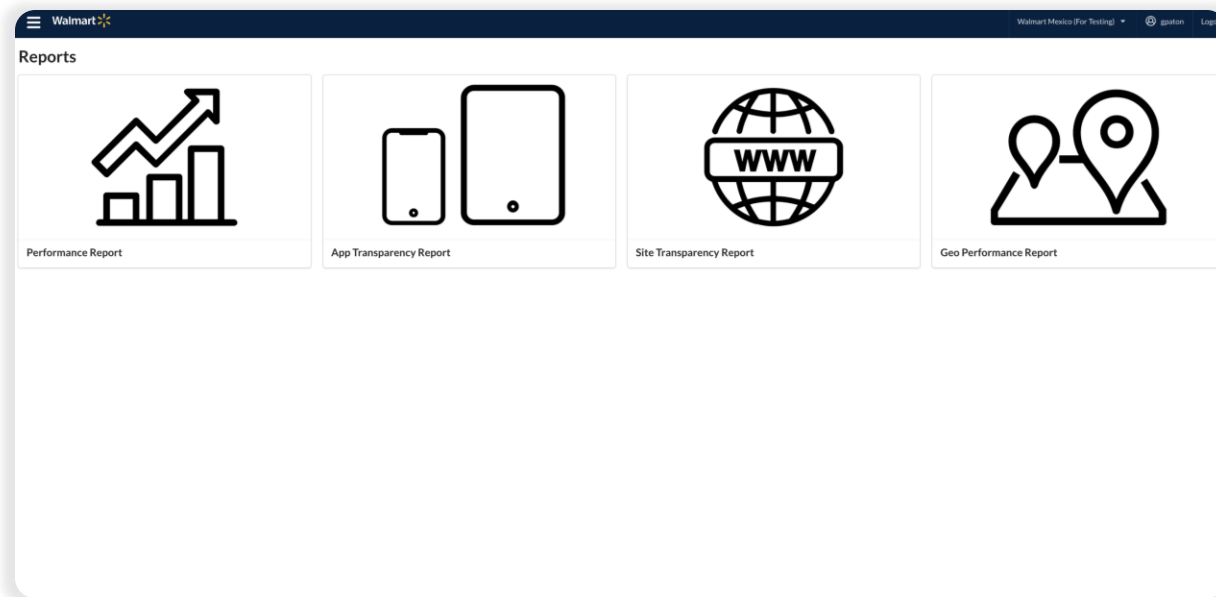 Walmart
Walmart Mexico (For Testing) gpaton
Reports
WWW
Performance Report App Transparency Report Site Transparency Report Geo Performance Report